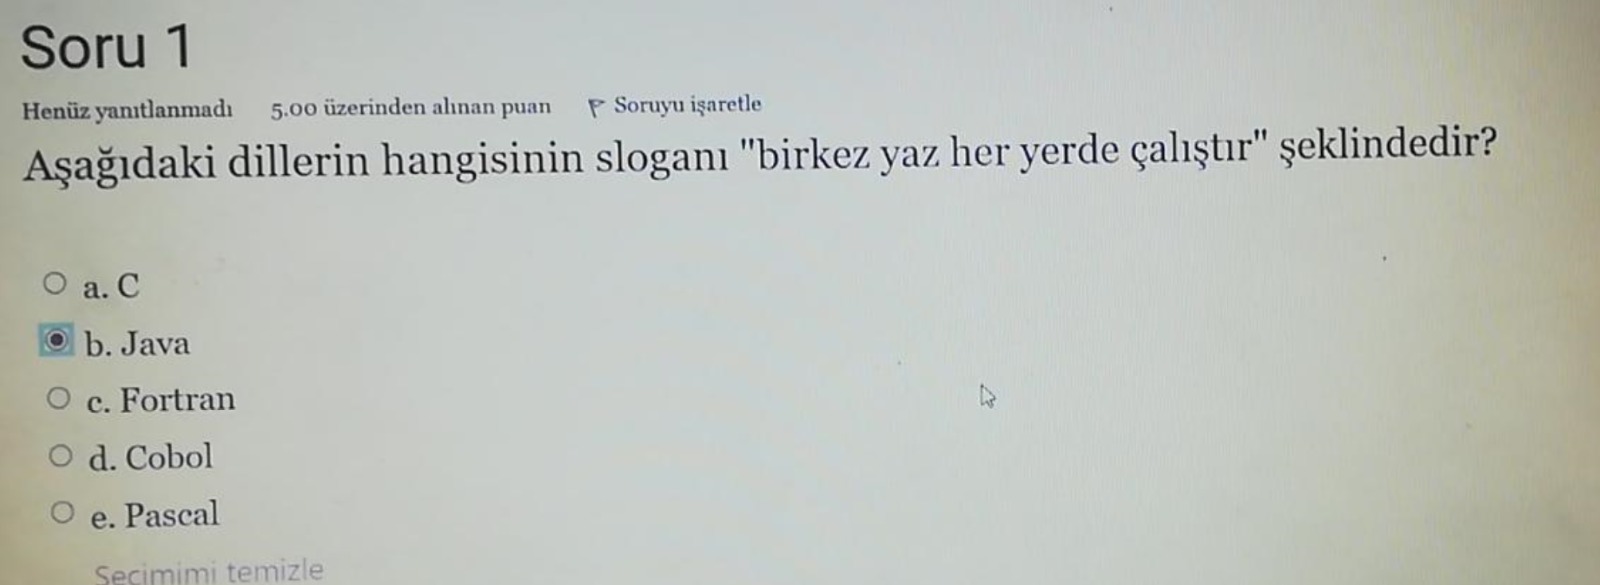 Soru 1
Henüz yanıtlanmadı 5.00 üzerinden alınan puan Soruyu işaretle
Aşağıdaki dillerin hangisinin sloganı "birkez yaz her yerde çalıştır" şeklindedir?
a. C
b. Java
c. Fortran
d. Cobol
e. Pascal
Seçimimi temizle